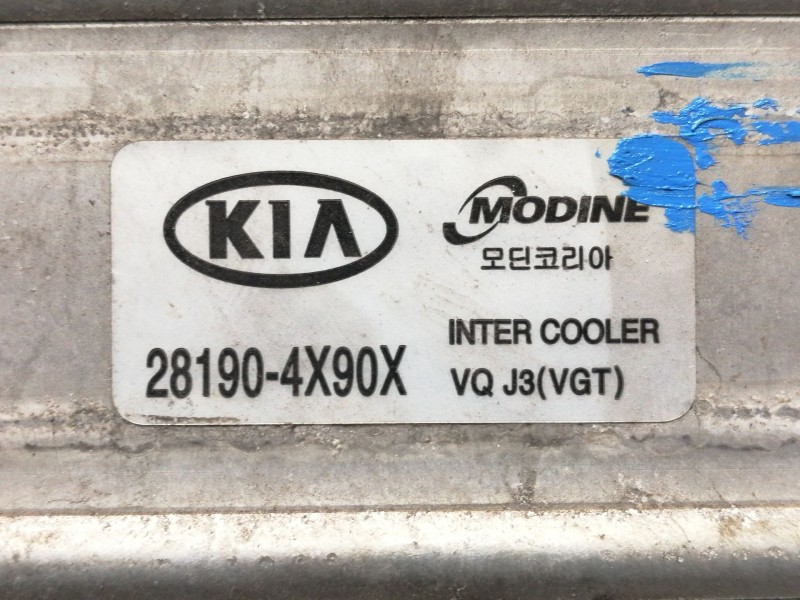 KIA
MODINE
모딘코리아
INTER COOLER
28190-4X90X
VQ J3(VGT)